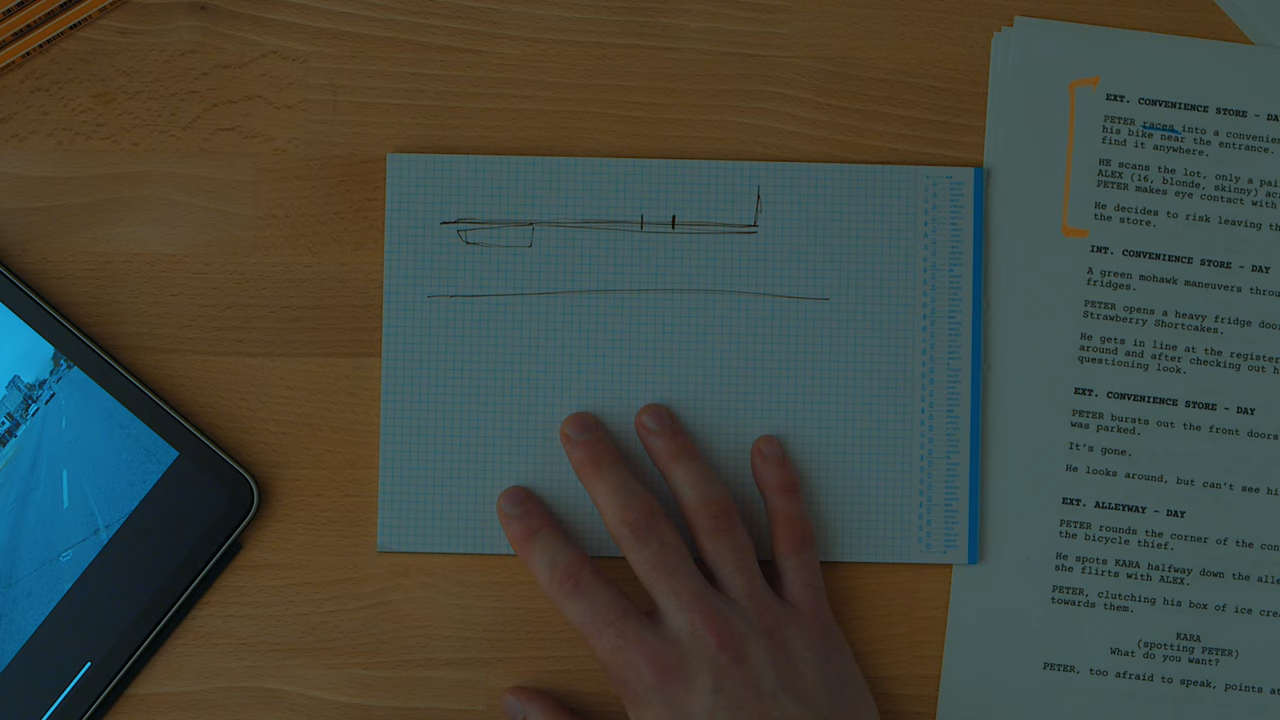 EXT. CONVENIENCE STORE - DA
PETER races into a convenien
his bike near the entrance.
find it anywhere.
HE scans the lot, only a pai
ALEX (16, blonde, skinny) ac
PETER makes eye contact with
He decides to risk leaving th
the store.
INT. CONVENIENCE STORE - DAY
A green mohawk maneuvers throu
fridges.
PETER opens a heavy fridge doo
Strawberry Shortcakes.
He gets in line at the register
around and after checking out h
questioning look.
EXT. CONVENIENCE STORE - DAY
PETER bursts out the front doors
was parked.
It's gone.
He looks around, but can't see hi
EXT. ALLEYWAY - DAY
PETER rounds the corner of the con
the bicycle thief.
He spots KARA halfway down the alle
she flirts with ALEX.
PETER, clutching his box of ice cre
towards them.
KARA
(spotting PETER)
What do you want?
PETER, too afraid to speak, points a